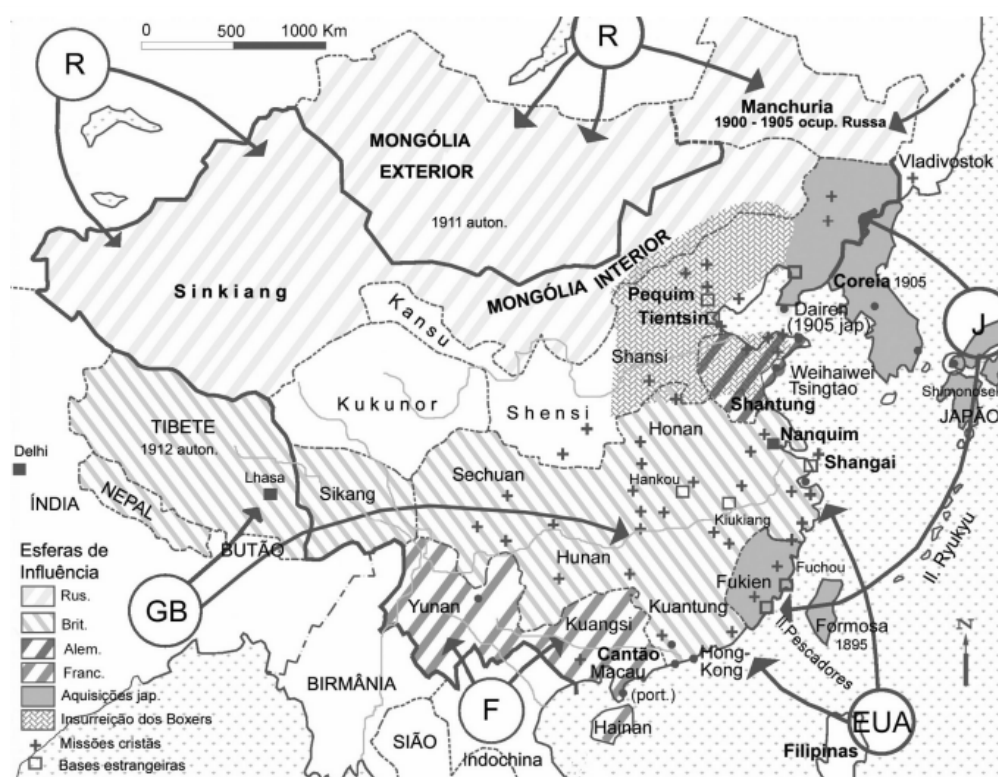 0 500 1000 Km
R
R
Manchuria
1900 - 1905 ocup. Russa
MONGÓLIA
EXTERIOR
1911 auton.
Vladivostok
MONGÓLIA INTERIOR
Sinkiang
Kansu
Pequim
Tientsin
Coreia 1905
Dairen
(1905 jap)
J
Shansi
Weihaiwei
Tsingtao
Shimonoseki
JAPÃO
Kukunor
Shensi
Shantung
TIBETE
1912 auton.
Honan
Nanquim
Delhi
Lhasa
Sikang
Sechuan
Hankou
Shangai
ÍNDIA
NEPAL
Kiukiang
BUTÃO
Hunan
Il. Ryukyu
Esferas de
Influência
Rus.
Brit.
Alem.
Franc.
Aquisições jap.
Insurreição dos Boxers
Missões cristãs
Bases estrangeiras
GB
Yunan
Kuangsi
Kuantung
Fukien
Fuchou
Formosa
1895
Il.Pescadores
N
Cantão
Macau
(port.)
Hong-
Kong
BIRMÂNIA
F
Hainan
SIÃO
Indochina
EUA
Filipinas